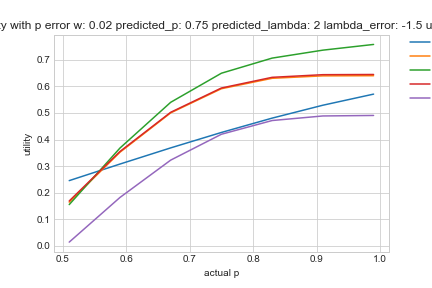 with p error w: 0.02 predicted_p: 0.75 predicted_lambda: 2 lambda_error: -1.5
0.7
0.6
0.5
0.4
0.3
0.2
0.1
0.0
utility
0.5 0.6 0.7 0.8 0.9 1.0
actual p